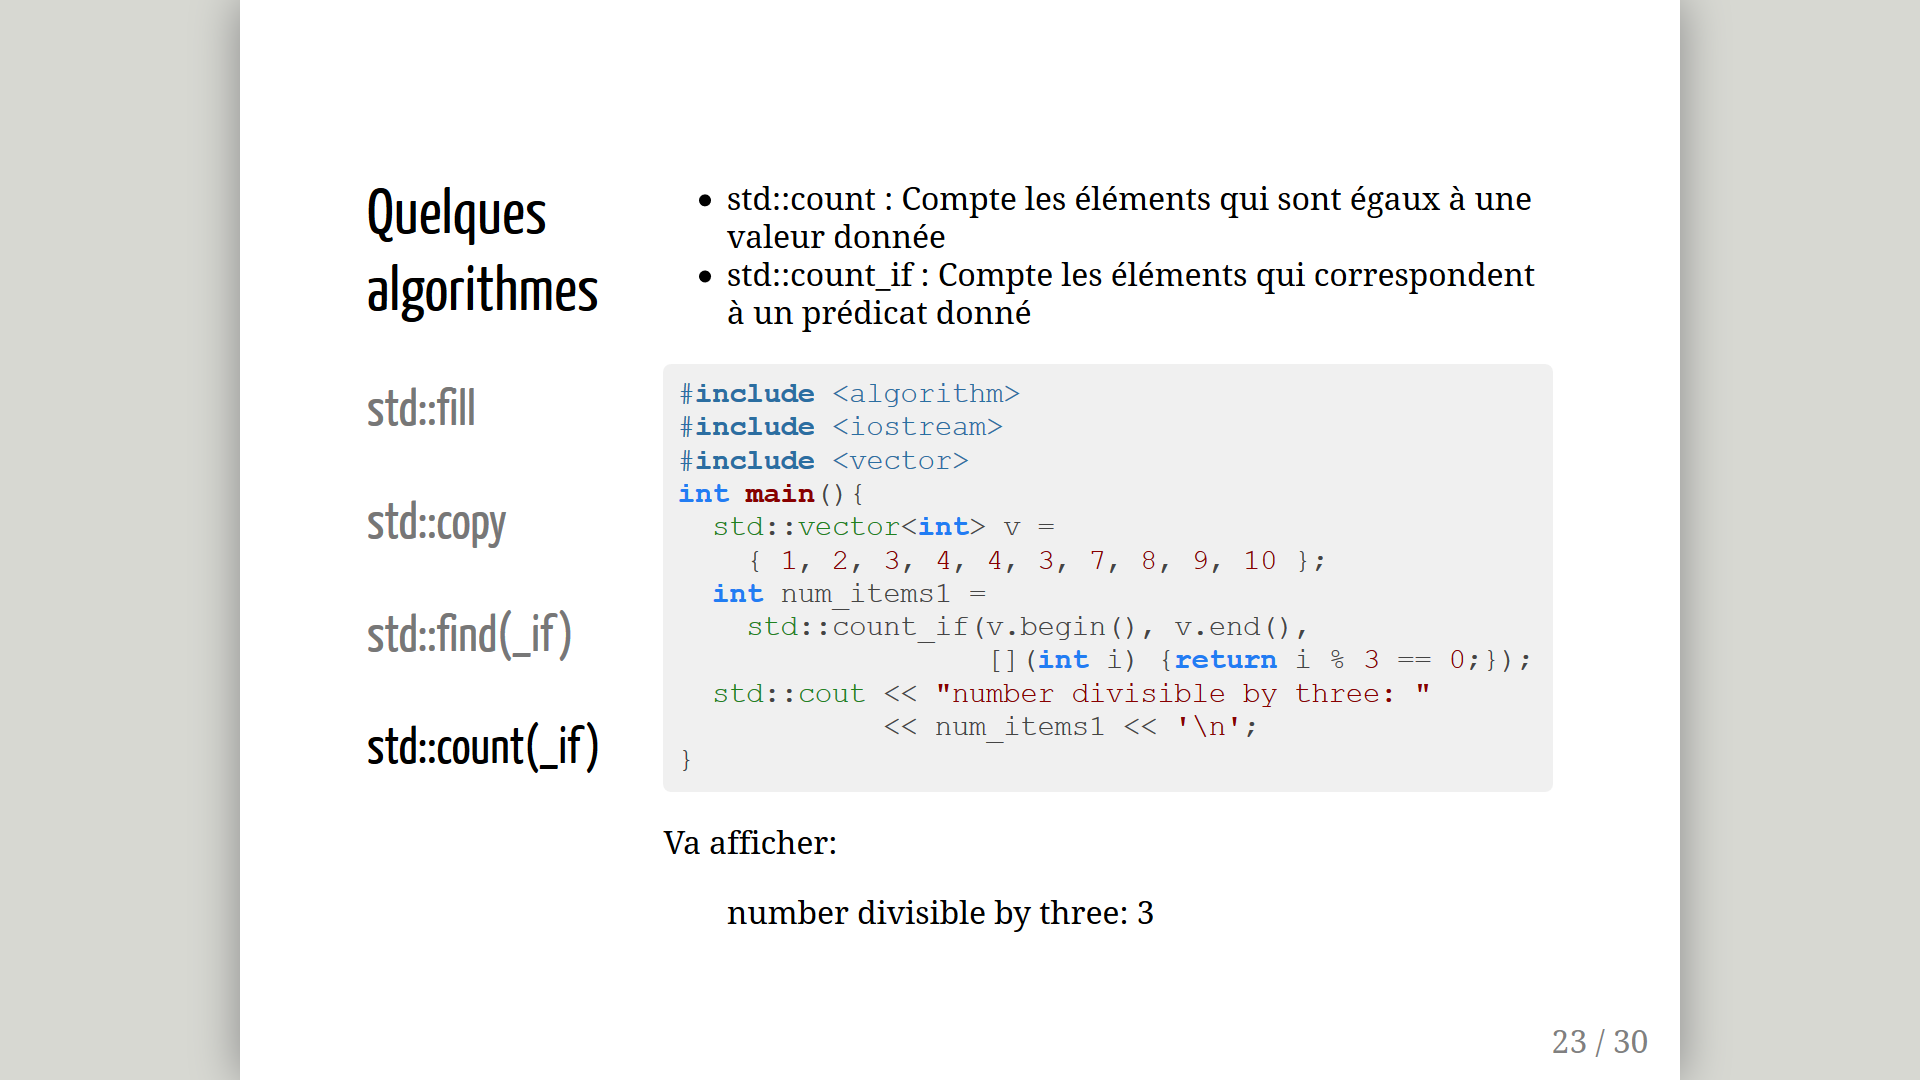 Quelques
algorithmes
std::fill
std::copy
std::find(_if)
std::count(_if)
• std::count : Compte les éléments qui sont égaux à une
valeur donnée
• std::count_if : Compte les éléments qui correspondent
à un prédicat donné
#include <algorithm>
#include <iostream>
#include <vector>
int main(){
  std::vector<int> v =
    { 1, 2, 3, 4, 4, 3, 7, 8, 9, 10 };
  int num_items1 =
    std::count_if(v.begin(), v.end(),
                  [](int i) {return i % 3 == 0;});
  std::cout << "number divisible by three: "
            << num_items1 << '\n';
}
Va afficher:
number divisible by three: 3
23 / 30